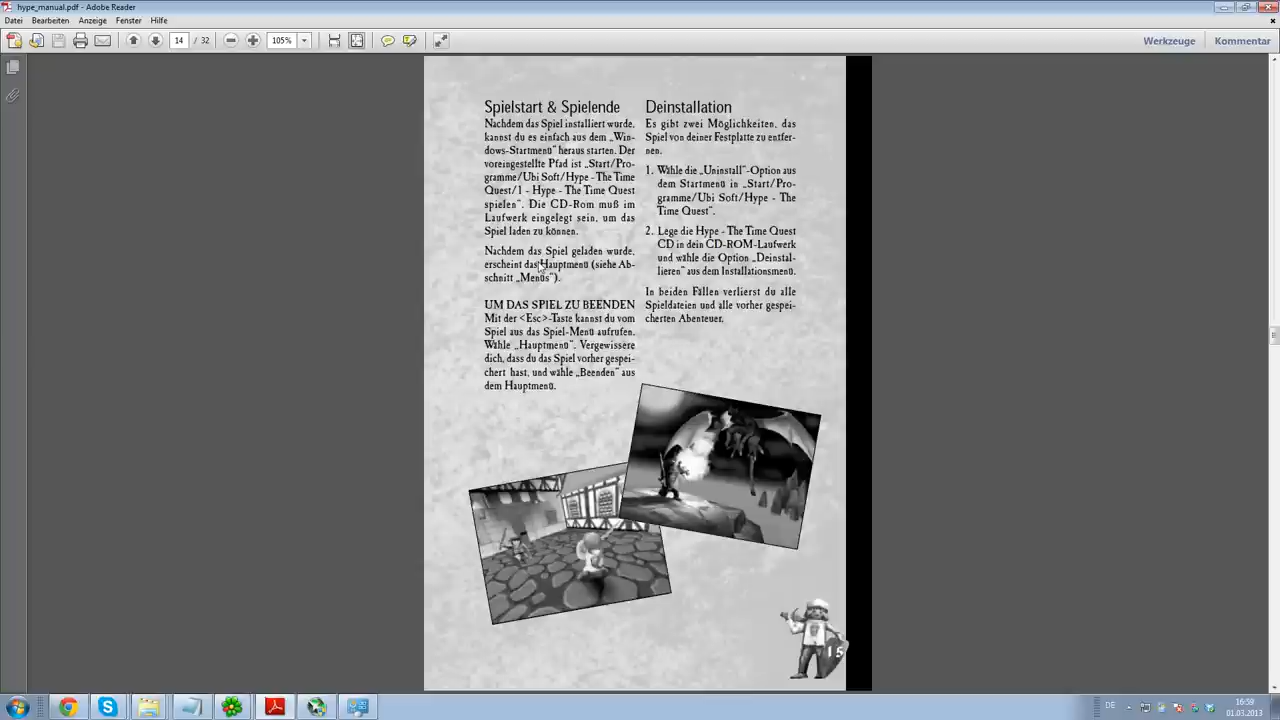 hype_manual.pdf - Adobe Reader
Datei Bearbeiten Anzeige Fenster Hilfe
14 / 32 105% Werkzeuge Kommentar
Spielstart & Spielende
Nachdem das Spiel installiert wurde,
kannst du es einfach aus dem „Win-
dows-Startmenü“ heraus starten. Der
voreingestellte Pfad ist „Start/Pro-
gramme/Ubi Soft/Hype - The Time
Quest/1 - Hype - The Time Quest
spielen“. Die CD-Rom muß im
Laufwerk eingelegt sein, um das
Spiel laden zu können.
Nachdem das Spiel geladen wurde,
erscheint das Hauptmenü (siehe Ab-
schnitt „Menüs“).
UM DAS SPIEL ZU BEENDEN
Mit der <Esc>-Taste kannst du vom
Spiel aus das Spiel-Menü aufrufen.
Wähle „Hauptmenü“. Vergewissere
dich, dass du das Spiel vorher gespei-
chert hast, und wähle „Beenden“ aus
dem Hauptmenü.
Deinstallation
Es gibt zwei Möglichkeiten, das
Spiel von deiner Festplatte zu entfer-
nen.
1. Wähle die „Uninstall“-Option aus
dem Startmenü in „Start/Pro-
gramme/Ubi Soft/Hype - The
Time Quest“.
2. Lege die Hype - The Time Quest
CD in dein CD-ROM-Laufwerk
und wähle die Option „Deinstal-
lieren“ aus dem Installationsmenü.
In beiden Fällen verlierst du alle
Spieldateien und alle vorher gespei-
cherten Abenteuer.
15
DE
16:59
01.03.2013